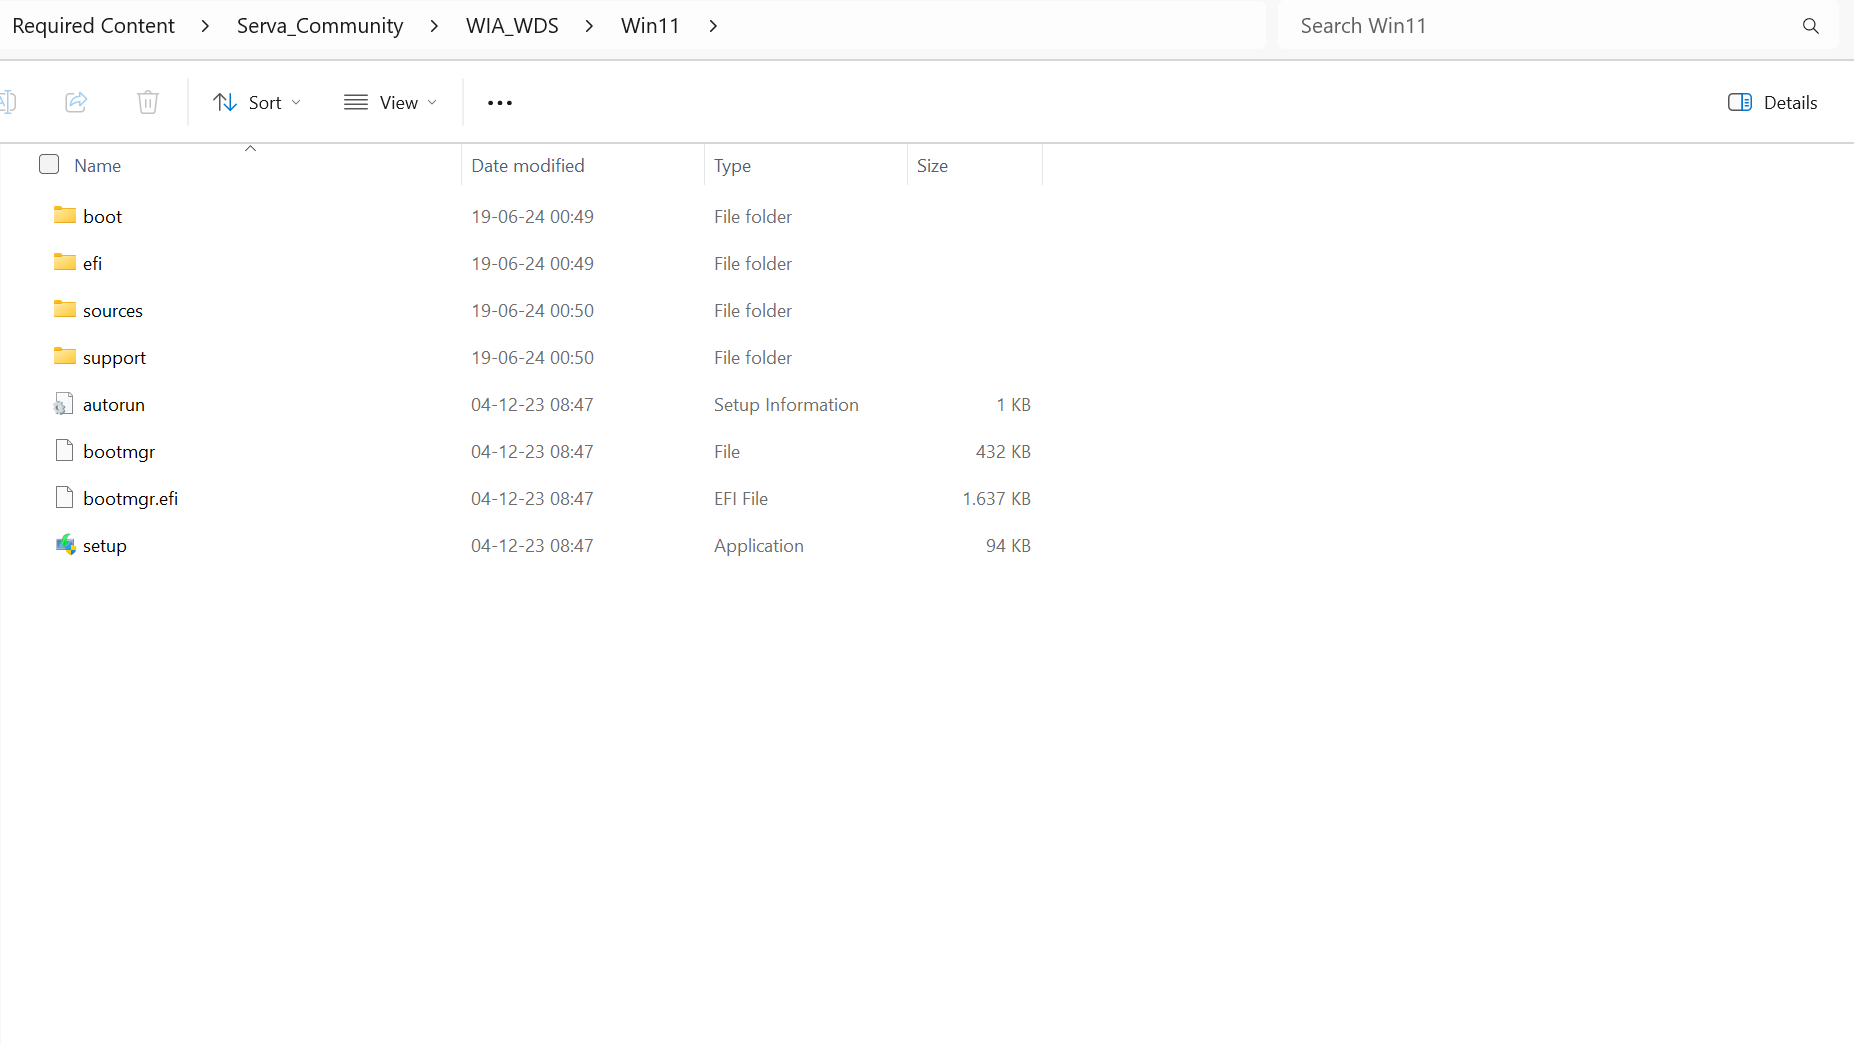 Required Content > Serva_Community > WIA_WDS > Win11 >
Search Win11
Sort
View
Details
Name Date modified Type Size
boot 19-06-24 00:49 File folder
efi 19-06-24 00:49 File folder
sources 19-06-24 00:50 File folder
support 19-06-24 00:50 File folder
autorun 04-12-23 08:47 Setup Information 1 KB
bootmgr 04-12-23 08:47 File 432 KB
bootmgr.efi 04-12-23 08:47 EFI File 1.637 KB
setup 04-12-23 08:47 Application 94 KB